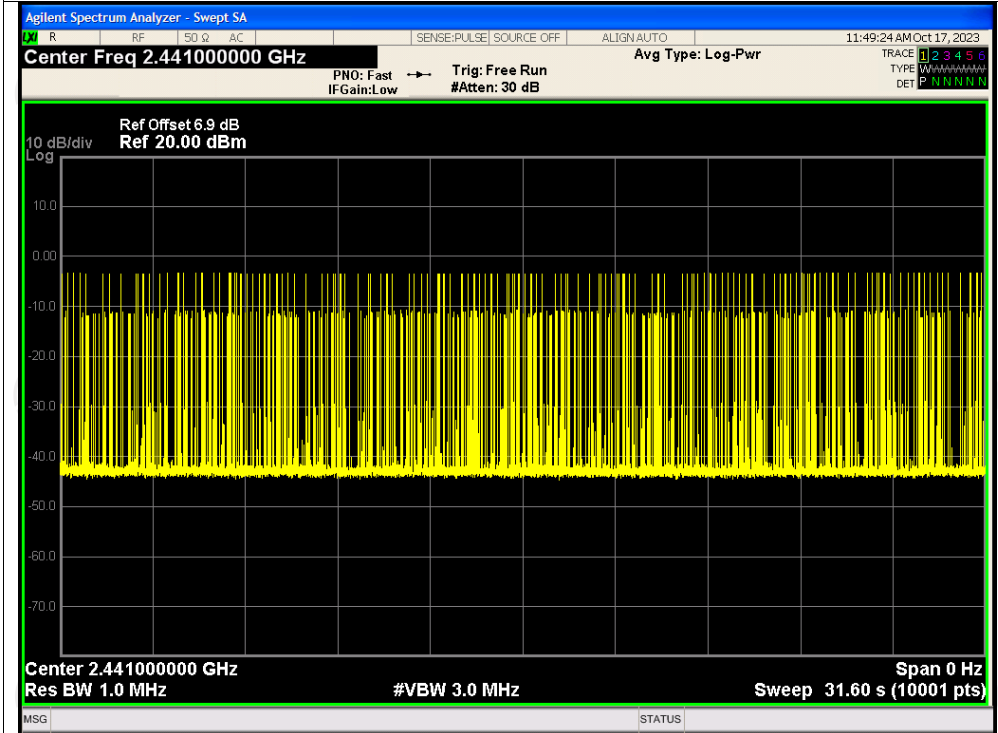 Agilent Spectrum Analyzer - Swept SA
LXI R RF 50 Ω AC SENSE:PULSE SOURCE OFF ALIGN AUTO 11:49:24 AM Oct 17, 2023
Center Freq 2.441000000 GHz Avg Type: Log-Pwr TRACE 1 2 3 4 5 6
PNO: Fast Trig: Free Run TYPE WWWWWW
IFGain:Low #Atten: 30 dB DET P N N N N N
Ref Offset 6.9 dB
10 dB/div Ref 20.00 dBm
Log
10.0
0.00
-10.0
-20.0
-30.0
-40.0
-50.0
-60.0
-70.0
Center 2.441000000 GHz Span 0 Hz
Res BW 1.0 MHz #VBW 3.0 MHz Sweep 31.60 s (10001 pts)
MSG STATUS